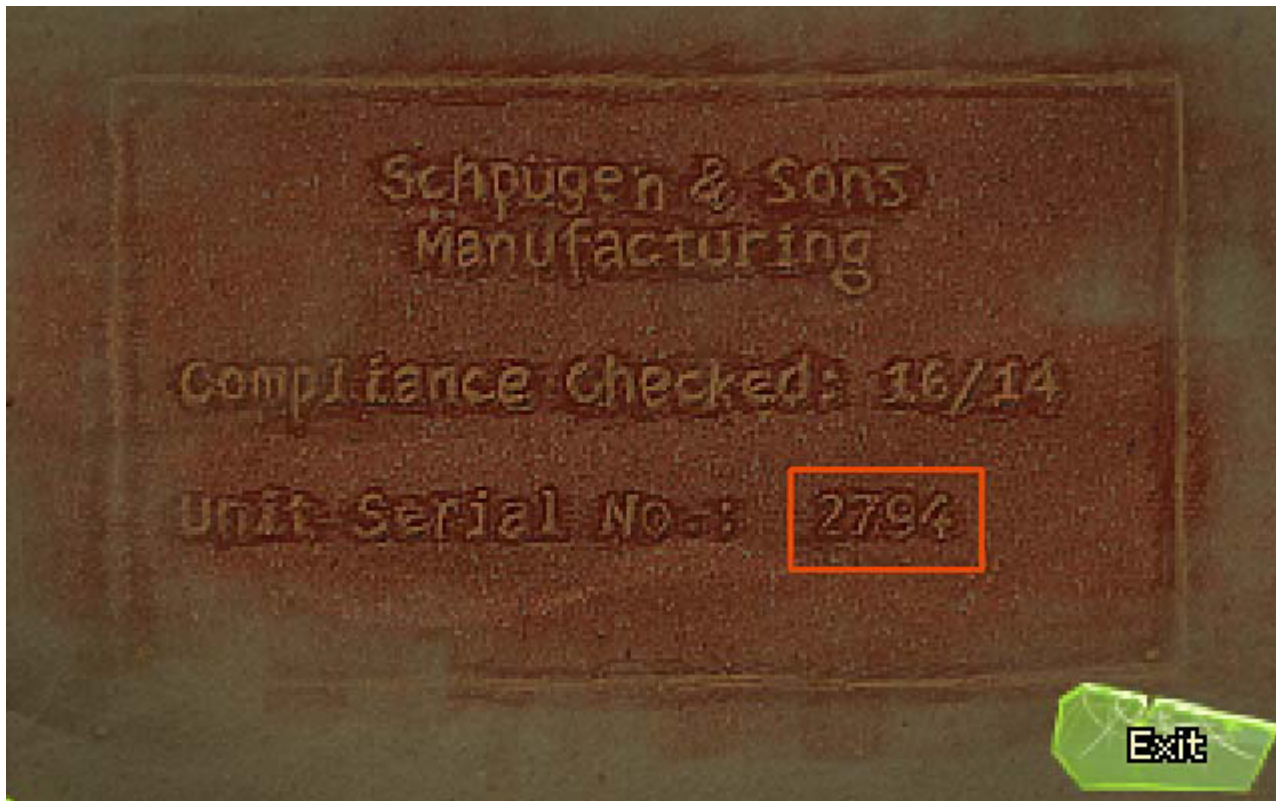 Schpugen & Sons
Manufacturing
Compliance Checked: 16/14
Unit Serial No.: 2794
Exit